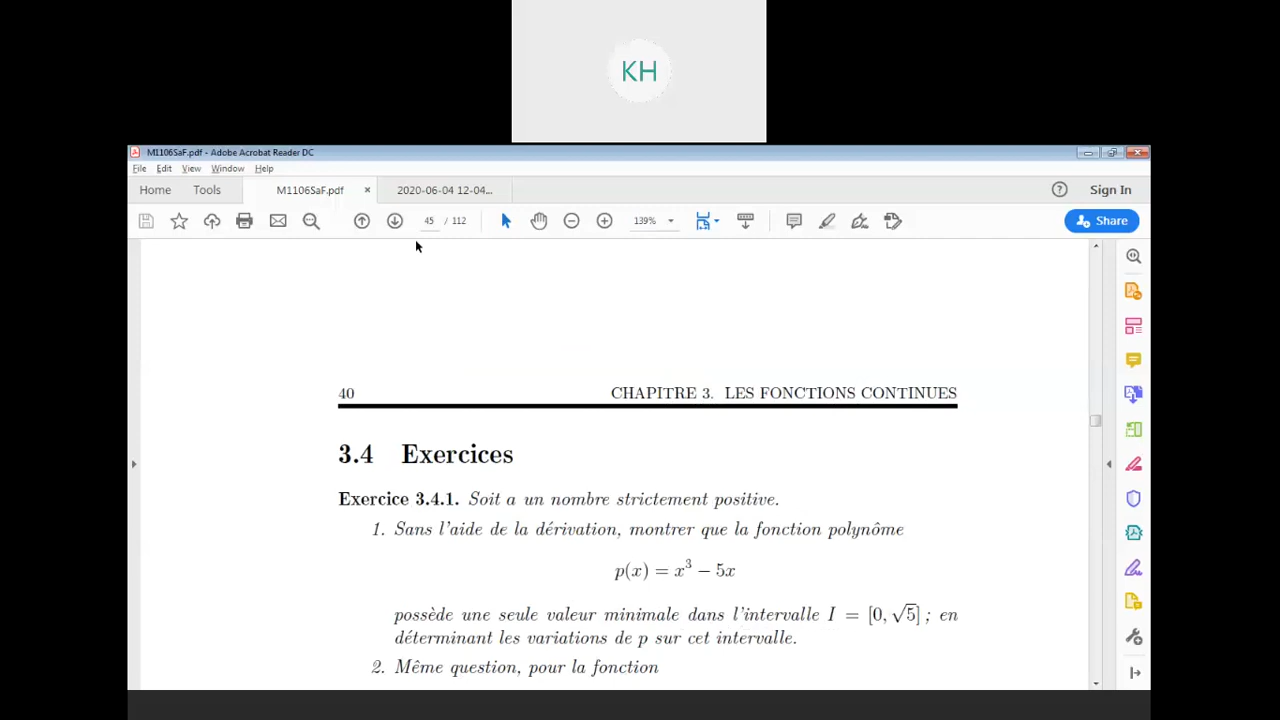 KH
M1106SaF.pdf - Adobe Acrobat Reader DC
File Edit View Window Help
Home Tools M1106SaF.pdf × 2020-06-04 12-04... ? Sign In
45 / 112 139% Share
40 CHAPITRE 3. LES FONCTIONS CONTINUES
3.4 Exercices
Exercice 3.4.1. Soit a un nombre strictement positive.
1. Sans l'aide de la dérivation, montrer que la fonction polynôme
p(x) = x³ − 5x
possède une seule valeur minimale dans l'intervalle I = [0, √5] ; en
déterminant les variations de p sur cet intervalle.
2. Même question, pour la fonction